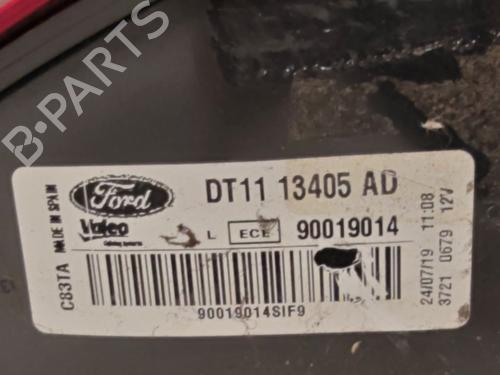 B-PARTS
Ford
DT11 13405 AD
Valeo
L ECE 90019014
90019014SIF9
C83TA MADE IN SPAIN
24/07/19 11:08
3721 0679 12V